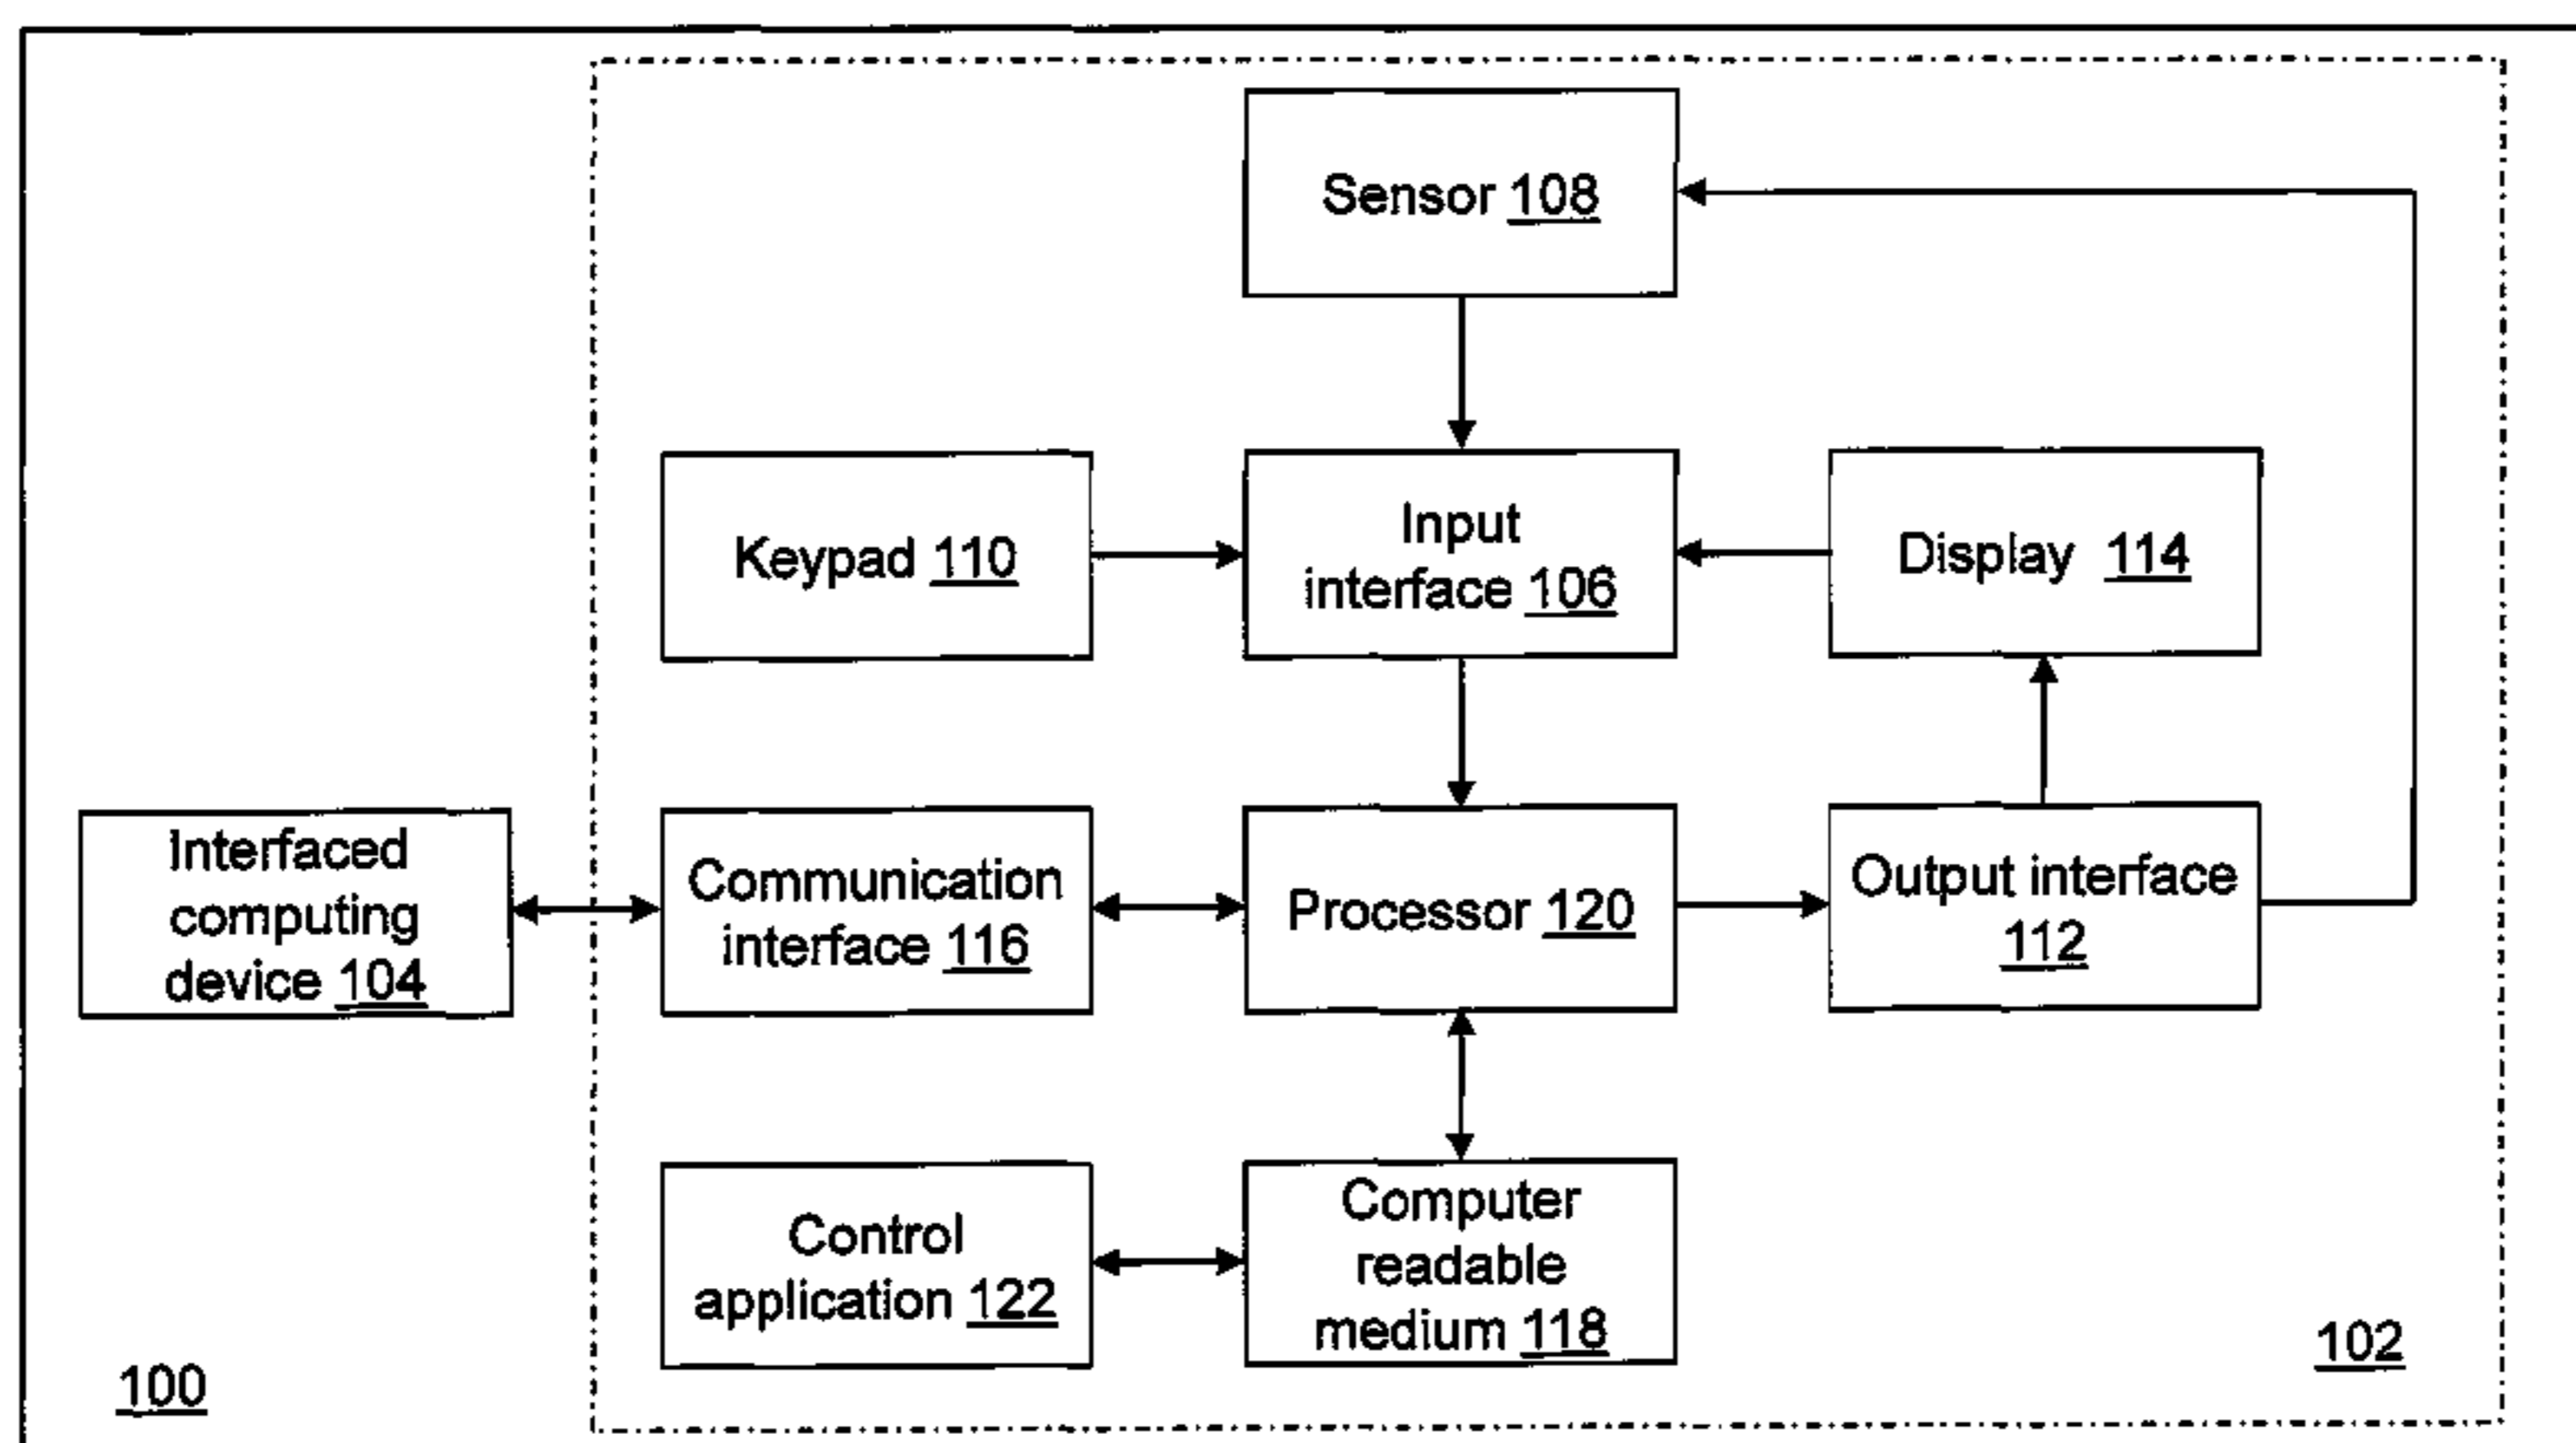 Sensor 108
Keypad 110
Input
interface 106
Display 114
Interfaced
computing
device 104
Communication
interface 116
Processor 120
Output interface
112
Control
application 122
Computer
readable
medium 118
100
102